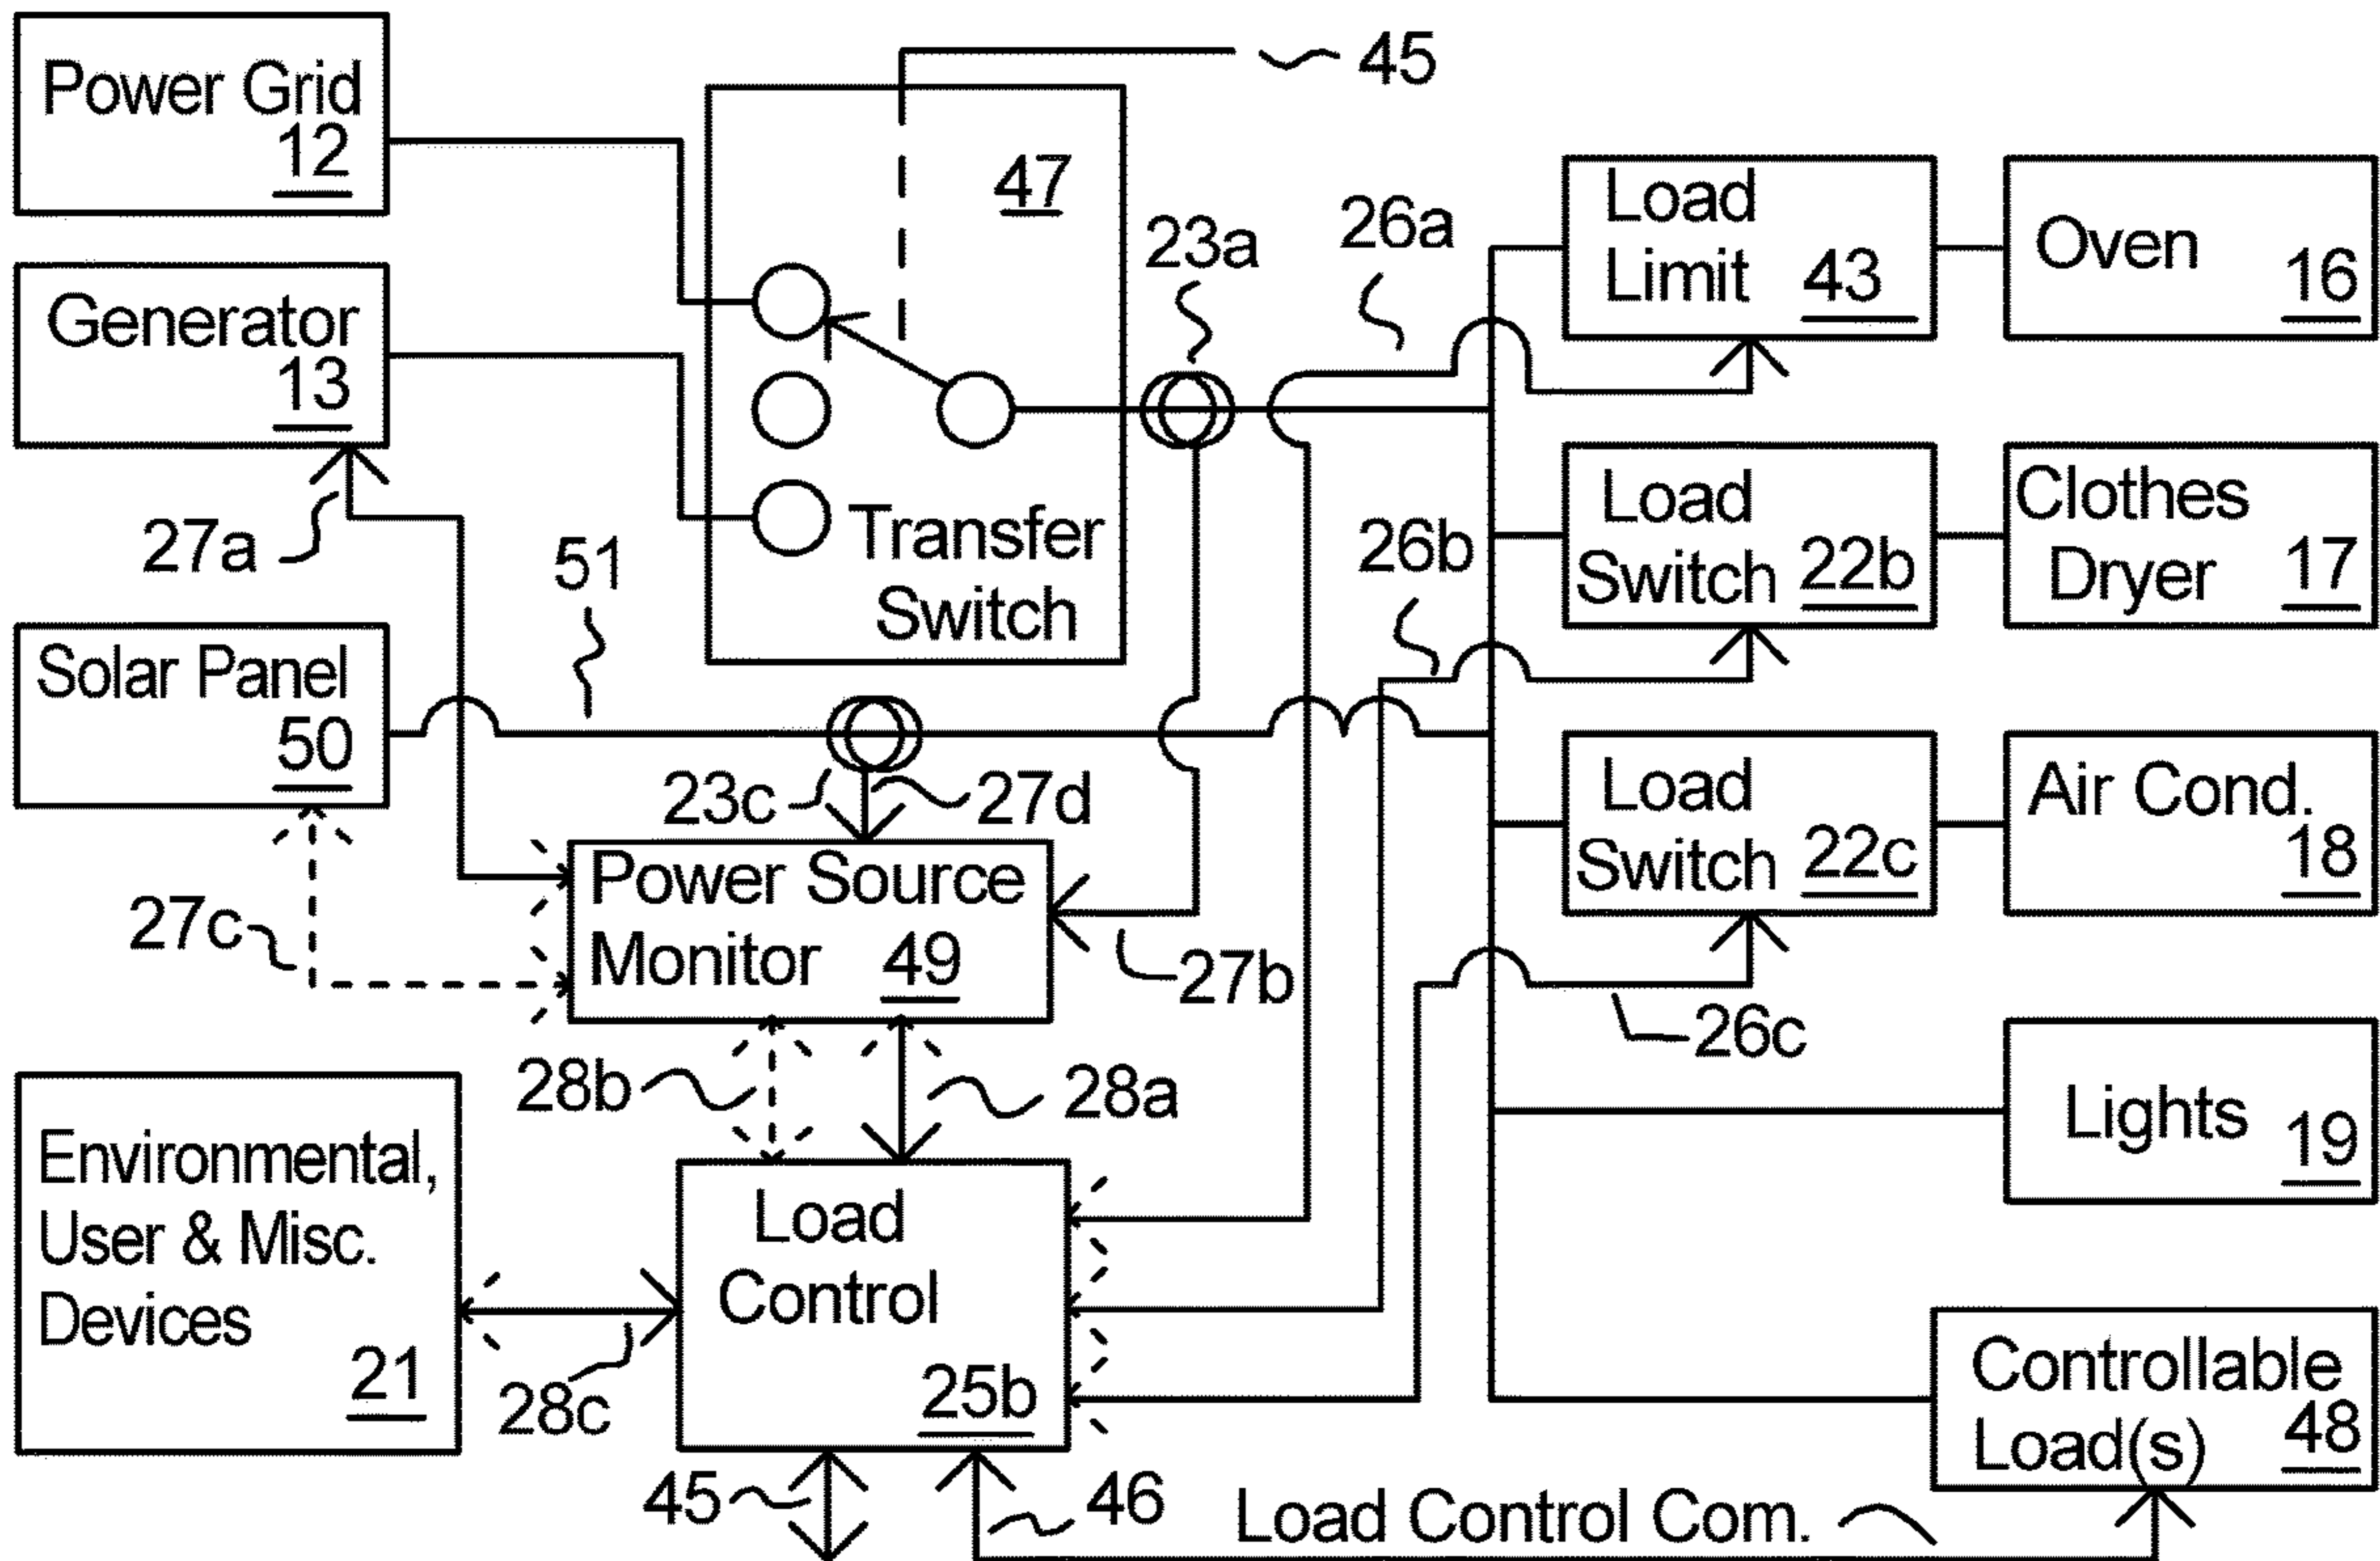 Power Grid
12
Generator
13
27a
Solar Panel
50
51
27c
45
47
Transfer
Switch
23a
26a
26b
Load
Limit 43
Oven
16
Load
Switch 22b
Clothes
Dryer 17
Load
Switch 22c
Air Cond.
18
26c
Lights
19
23c
27d
Power Source
Monitor 49
27b
28b
28a
Environmental,
User & Misc.
Devices
21
28c
Load
Control
25b
45
46
Load Control Com.
Controllable
Load(s) 48